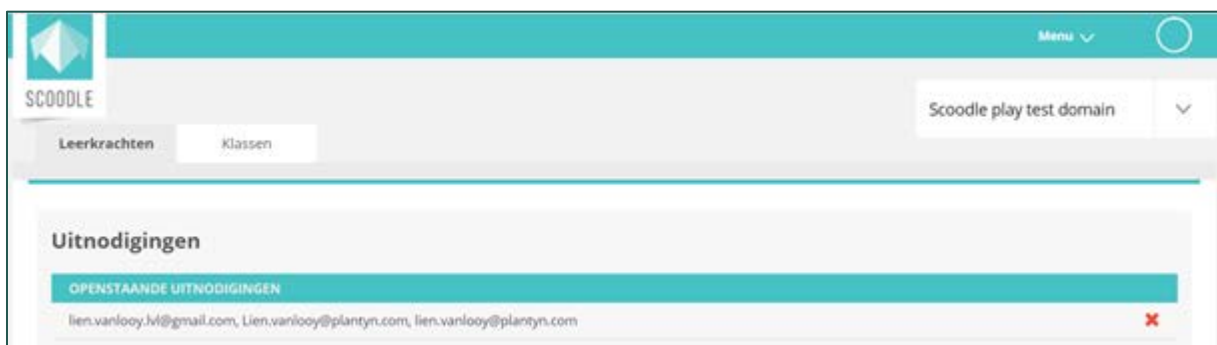 Menu
SCOODLE
Scoodle play test domain
Leerkrachten Klassen
Uitnodigingen
OPENSTAANDE UITNODIGINGEN
lien.vanlooy.lvl@gmail.com, Lien.vanlooy@plantyn.com, lien.vanlooy@plantyn.com